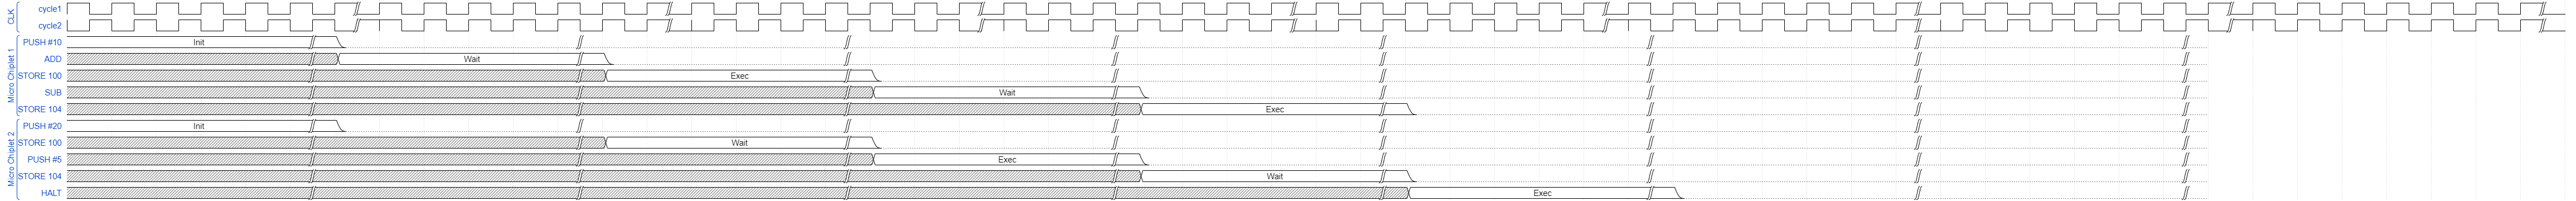 CLK
cycle1
cycle2
Micro Chiplet 1
PUSH #10 Init
ADD Wait
STORE 100 Exec
SUB Wait
STORE 104 Exec
Micro Chiplet 2
PUSH #20 Init
STORE 100 Wait
PUSH #5 Exec
STORE 104 Wait
HALT Exec